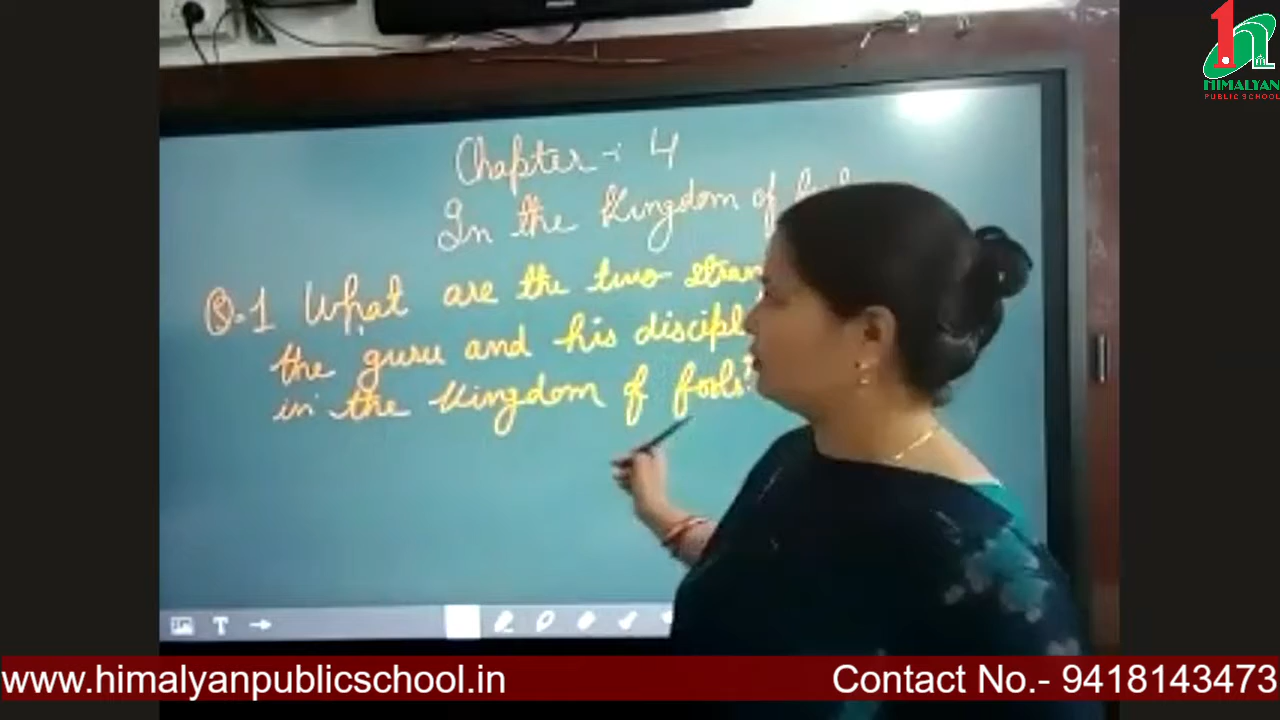 Chapter :- 4
In the Kingdom of
Q.1 What are the two
the guru and his
in the Kingdom of fools?
HIMALYAN
PUBLIC SCHOOL
www.himalyanpublicschool.in
Contact No.- 9418143473